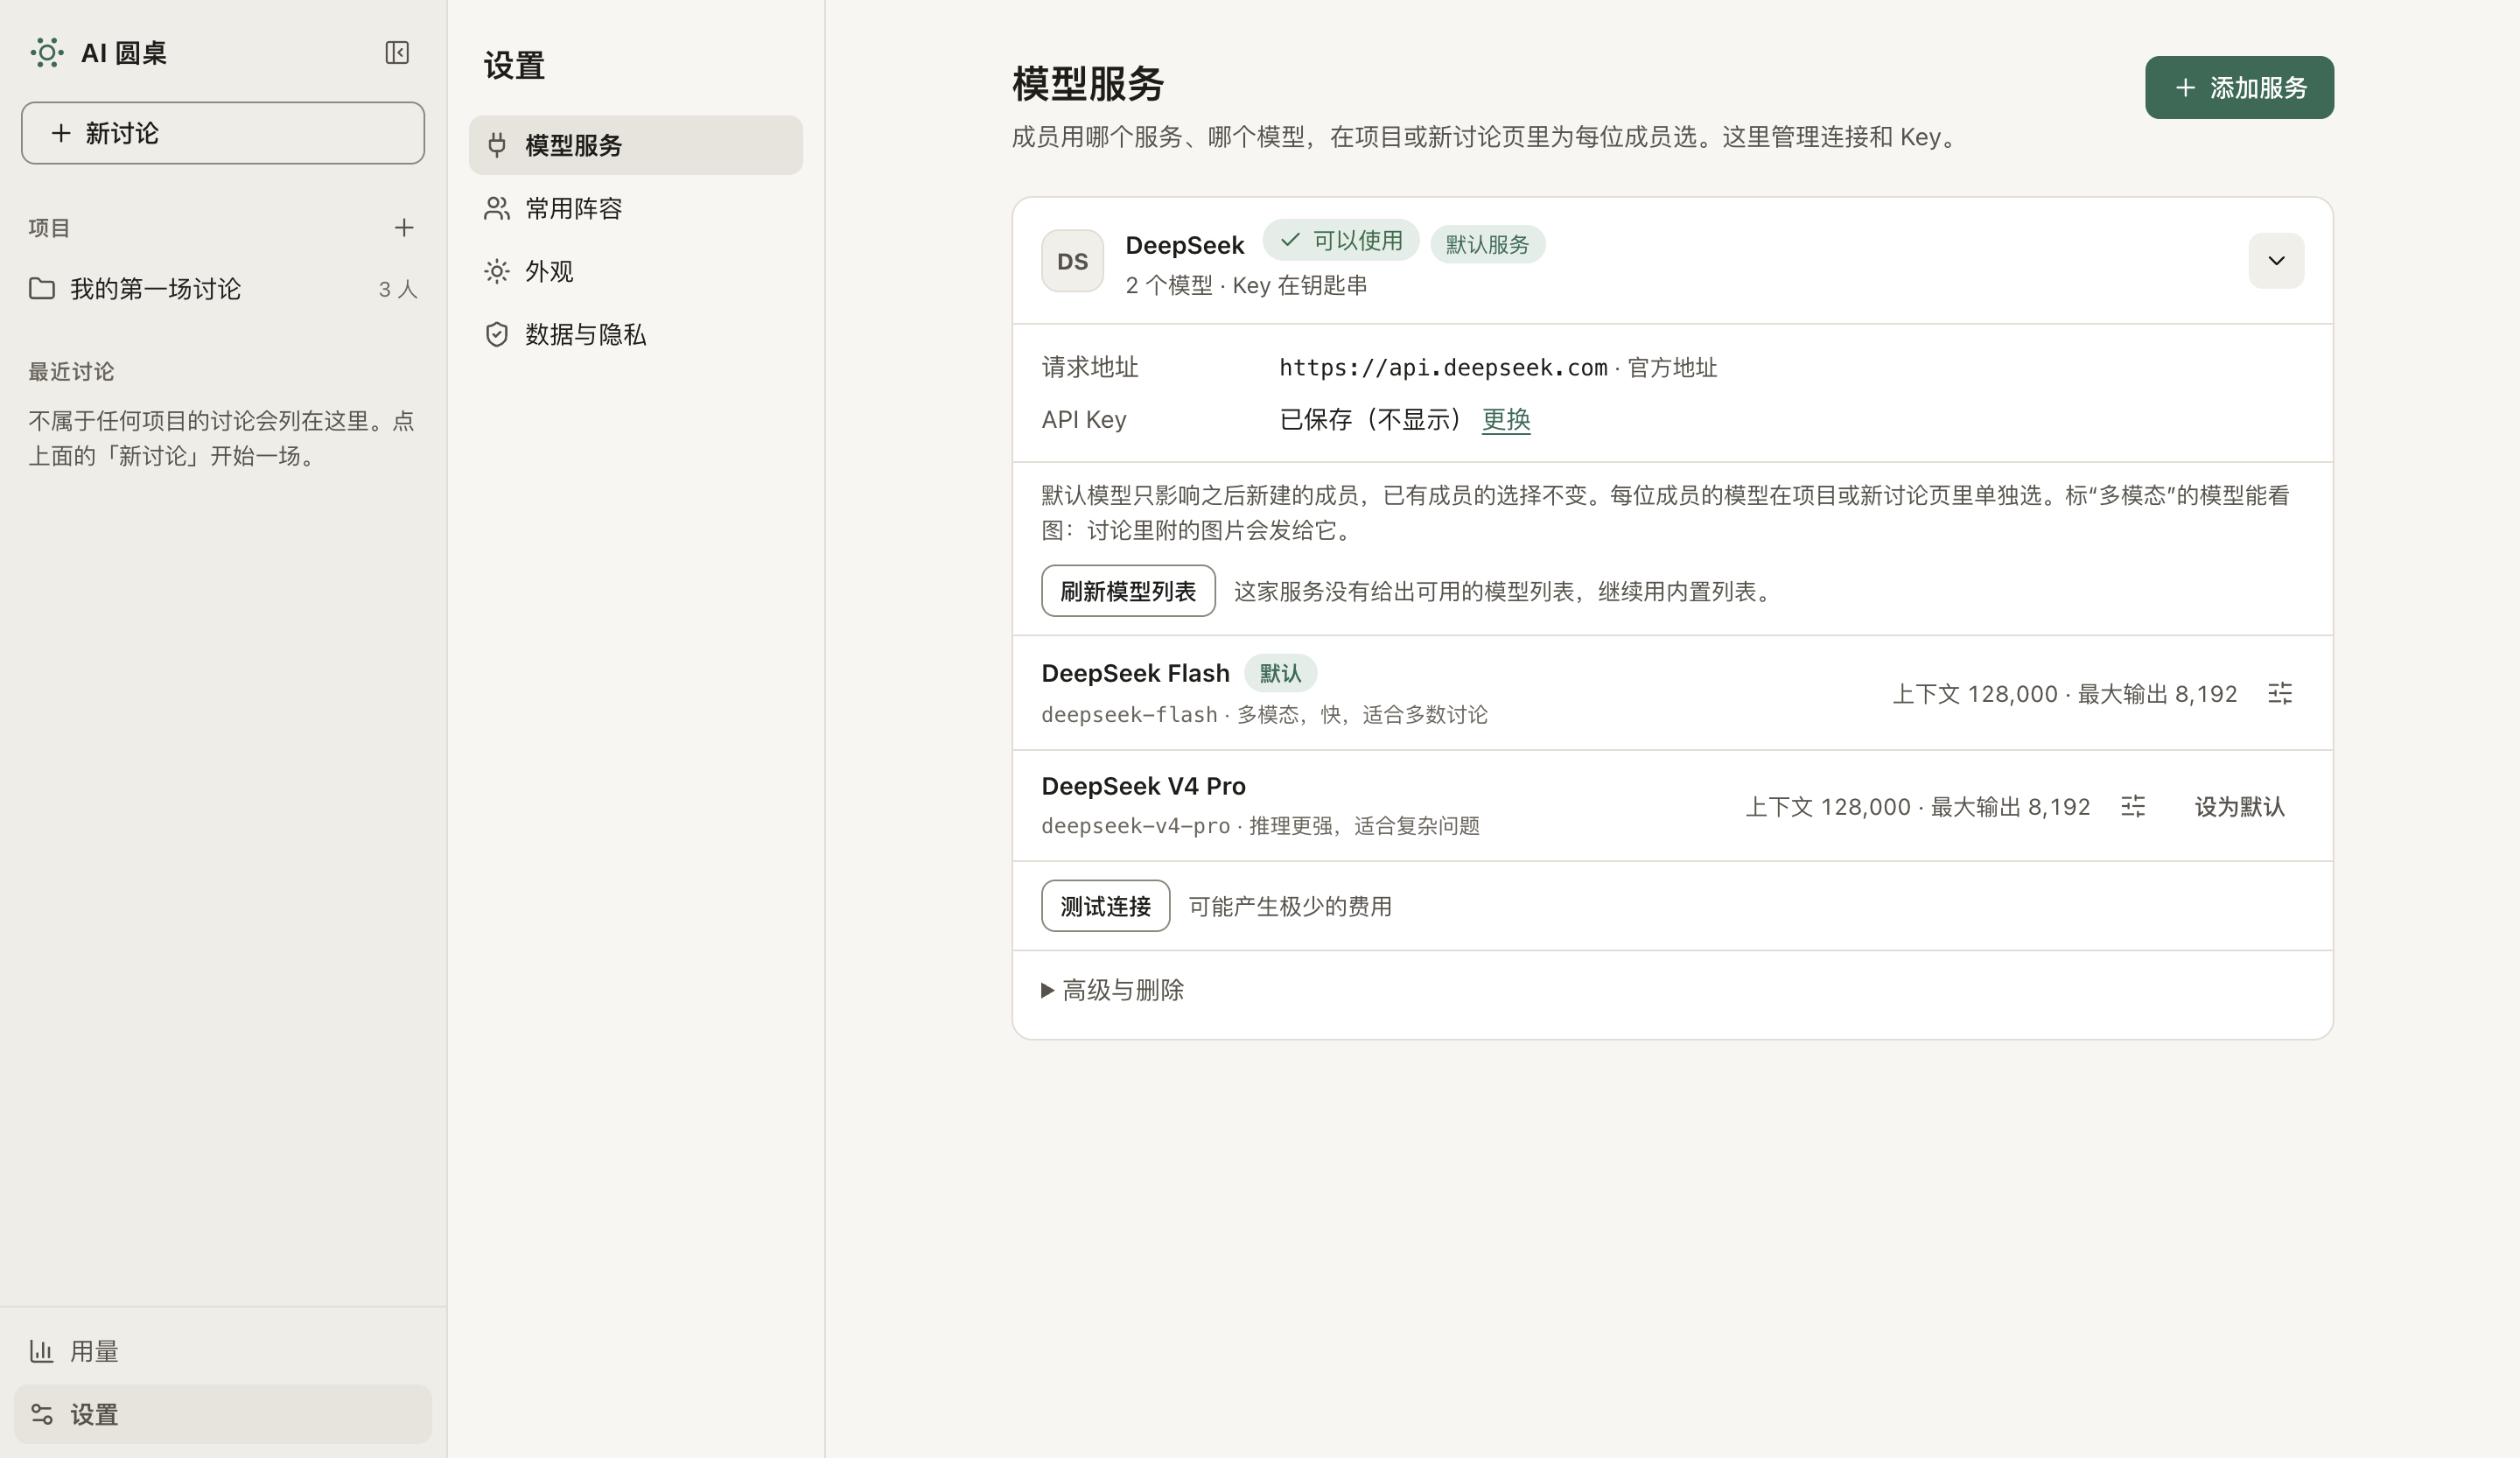 AI 圆桌
新讨论
项目
我的第一场讨论 3 人
最近讨论
不属于任何项目的讨论会列在这里。点
上面的「新讨论」开始一场。
用量
设置
设置
模型服务
常用阵容
外观
数据与隐私
模型服务
添加服务
成员用哪个服务、哪个模型，在项目或新讨论页里为每位成员选。这里管理连接和 Key。
DS
DeepSeek 可以使用 默认服务
2 个模型 · Key 在钥匙串
请求地址 https://api.deepseek.com · 官方地址
API Key 已保存（不显示） 更换
默认模型只影响之后新建的成员，已有成员的选择不变。每位成员的模型在项目或新讨论页里单独选。标“多模态”的模型能看
图：讨论里附的图片会发给它。
刷新模型列表 这家服务没有给出可用的模型列表，继续用内置列表。
DeepSeek Flash 默认
deepseek-flash · 多模态，快，适合多数讨论
上下文 128,000 · 最大输出 8,192
DeepSeek V4 Pro
deepseek-v4-pro · 推理更强，适合复杂问题
上下文 128,000 · 最大输出 8,192 设为默认
测试连接 可能产生极少的费用
高级与删除